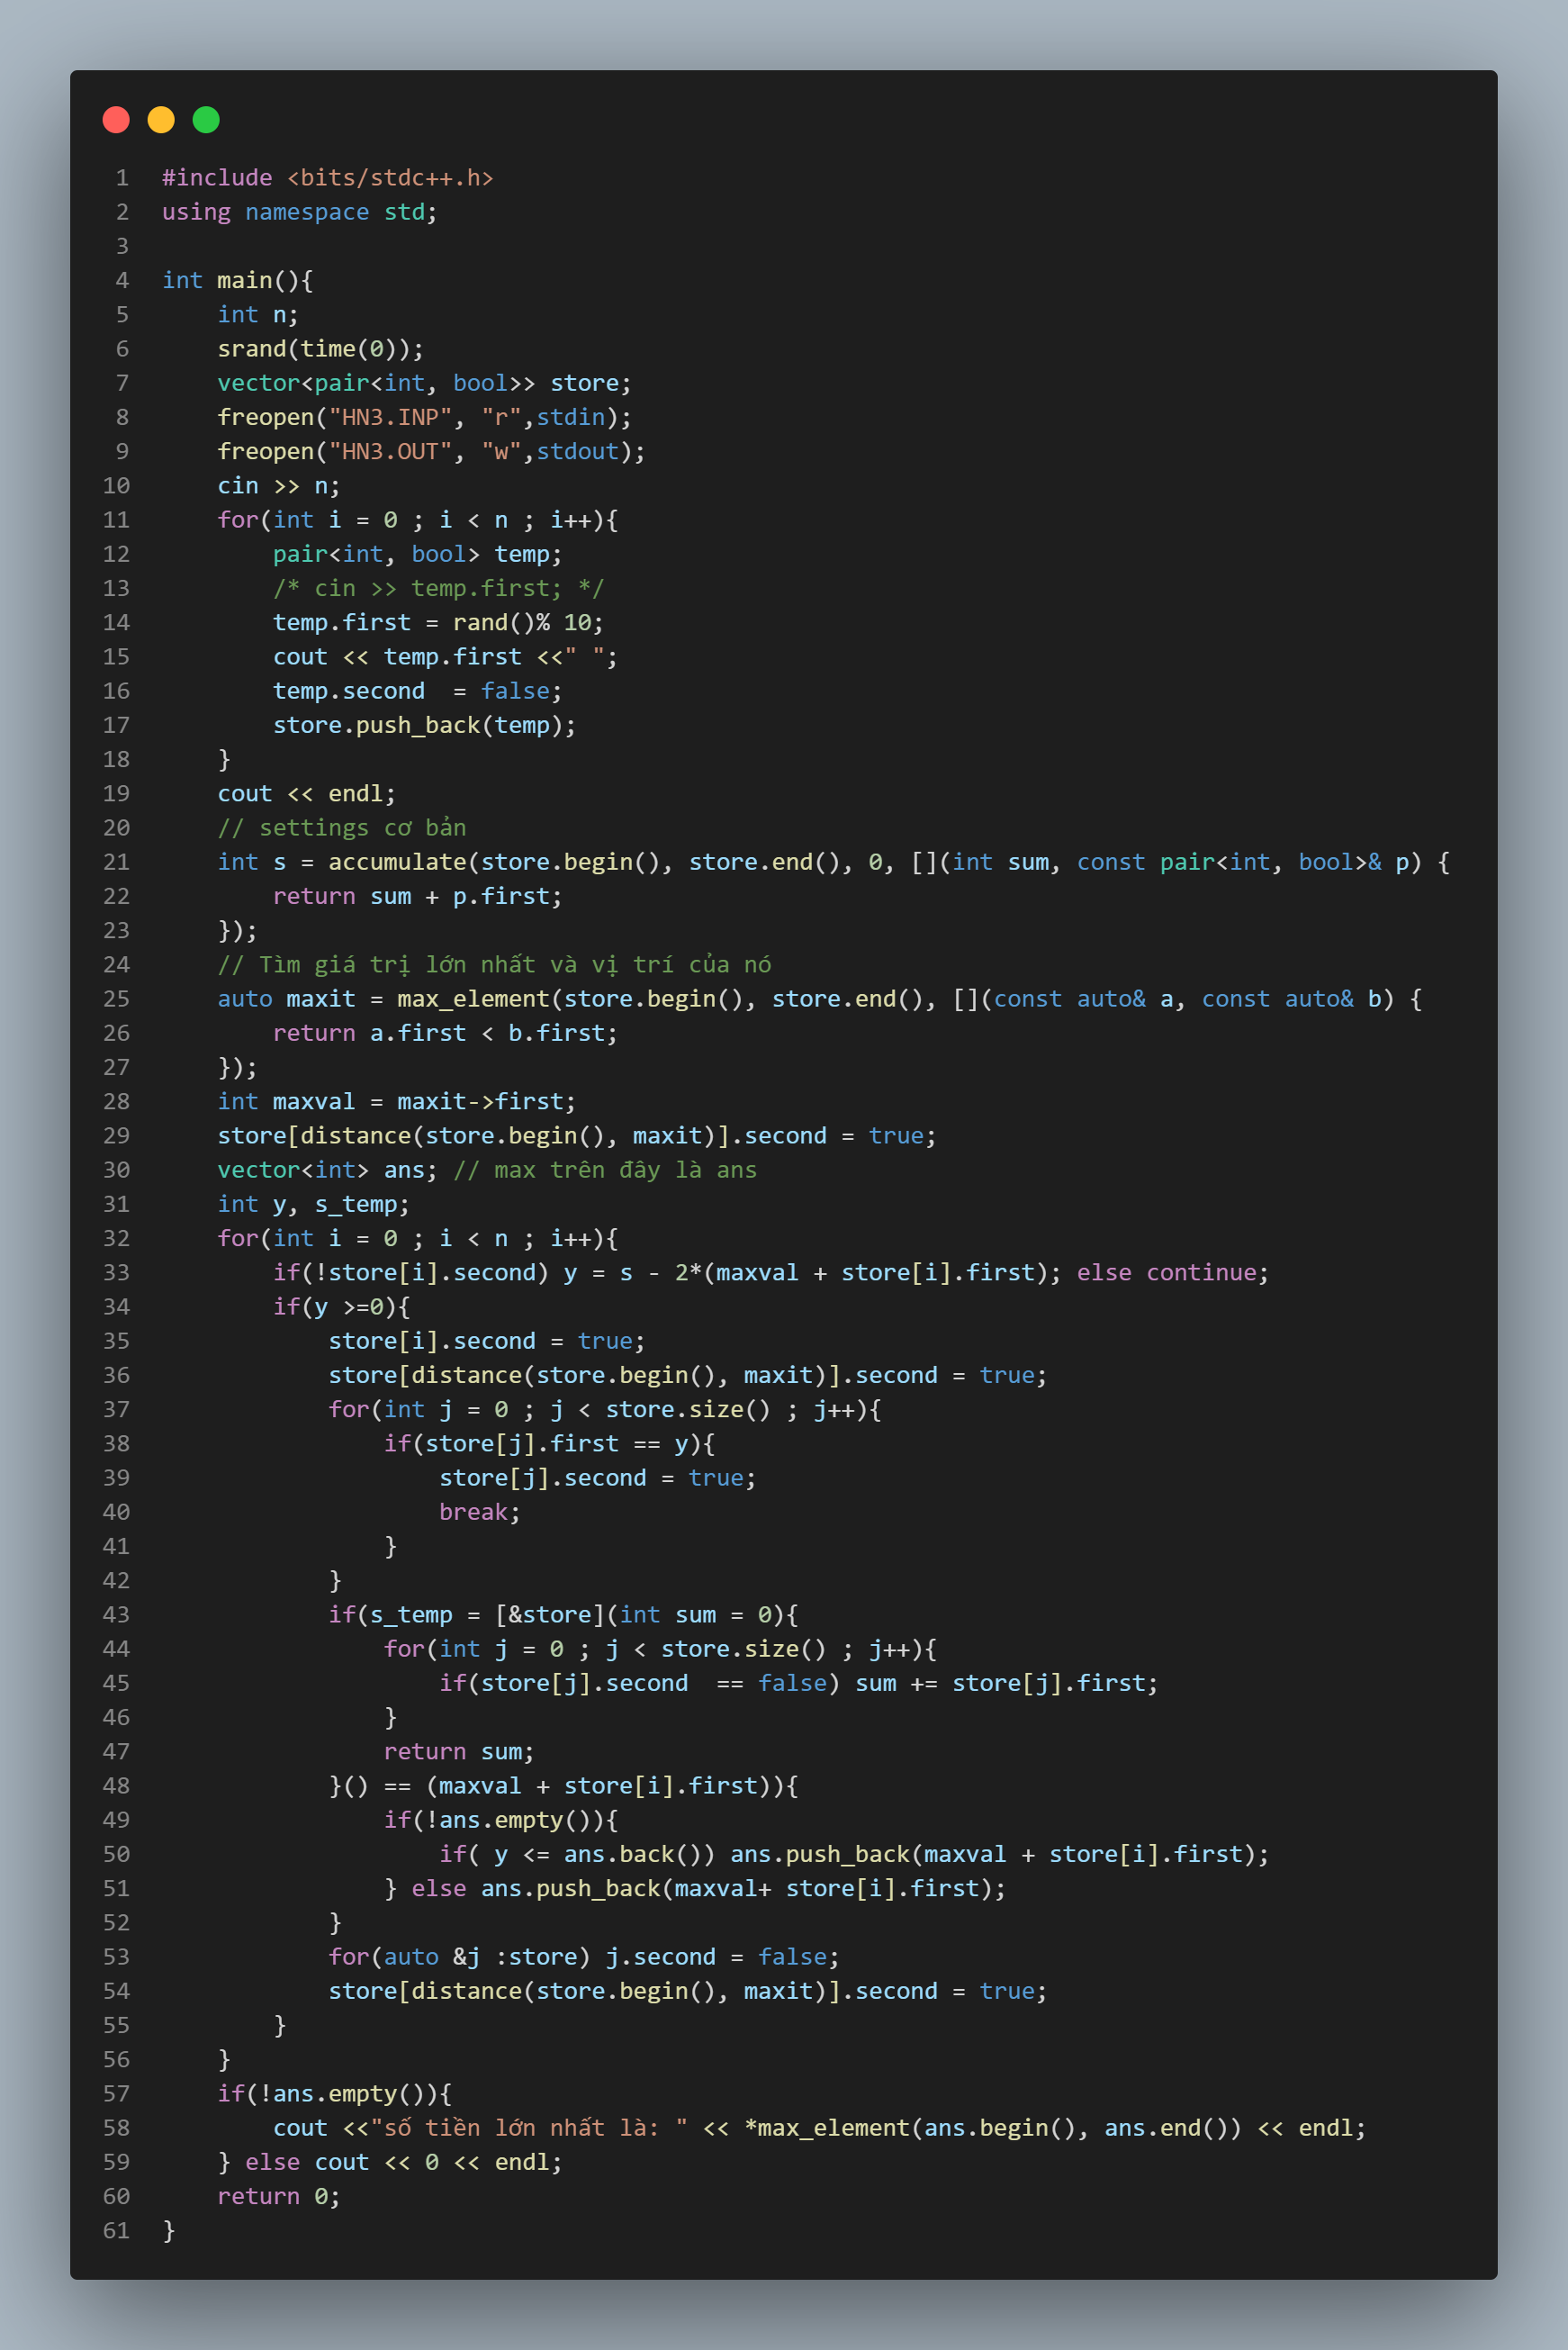 1 #include <bits/stdc++.h>
2 using namespace std;
3
4 int main(){
5     int n;
6     srand(time(0));
7     vector<pair<int, bool>> store;
8     freopen("HN3.INP", "r",stdin);
9     freopen("HN3.OUT", "w",stdout);
10     cin >> n;
11     for(int i = 0 ; i < n ; i++){
12         pair<int, bool> temp;
13         /* cin >> temp.first; */
14         temp.first = rand()% 10;
15         cout << temp.first <<" ";
16         temp.second  = false;
17         store.push_back(temp);
18     }
19     cout << endl;
20     // settings cơ bản
21     int s = accumulate(store.begin(), store.end(), 0, [](int sum, const pair<int, bool>& p) {
22         return sum + p.first;
23     });
24     // Tìm giá trị lớn nhất và vị trí của nó
25     auto maxit = max_element(store.begin(), store.end(), [](const auto& a, const auto& b) {
26         return a.first < b.first;
27     });
28     int maxval = maxit->first;
29     store[distance(store.begin(), maxit)].second = true;
30     vector<int> ans; // max trên đây là ans
31     int y, s_temp;
32     for(int i = 0 ; i < n ; i++){
33         if(!store[i].second) y = s - 2*(maxval + store[i].first); else continue;
34         if(y >=0){
35             store[i].second = true;
36             store[distance(store.begin(), maxit)].second = true;
37             for(int j = 0 ; j < store.size() ; j++){
38                 if(store[j].first == y){
39                     store[j].second = true;
40                     break;
41                 }
42             }
43             if(s_temp = [&store](int sum = 0){
44                 for(int j = 0 ; j < store.size() ; j++){
45                     if(store[j].second  == false) sum += store[j].first;
46                 }
47                 return sum;
48             }() == (maxval + store[i].first)){
49                 if(!ans.empty()){
50                     if( y <= ans.back()) ans.push_back(maxval + store[i].first);
51                 } else ans.push_back(maxval+ store[i].first);
52             }
53             for(auto &j :store) j.second = false;
54             store[distance(store.begin(), maxit)].second = true;
55         }
56     }
57     if(!ans.empty()){
58         cout <<"số tiền lớn nhất là: " << *max_element(ans.begin(), ans.end()) << endl;
59     } else cout << 0 << endl;
60     return 0;
61 }